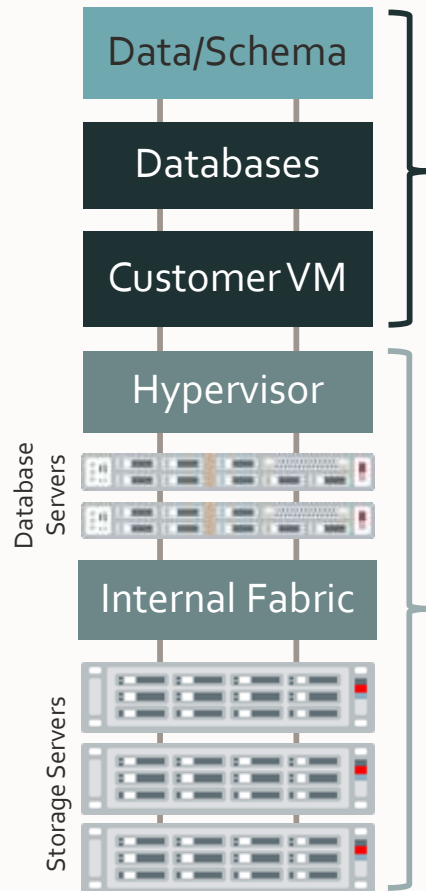 Data/Schema
Databases
Customer VM
Hypervisor
Database
Servers
Internal Fabric
Storage Servers